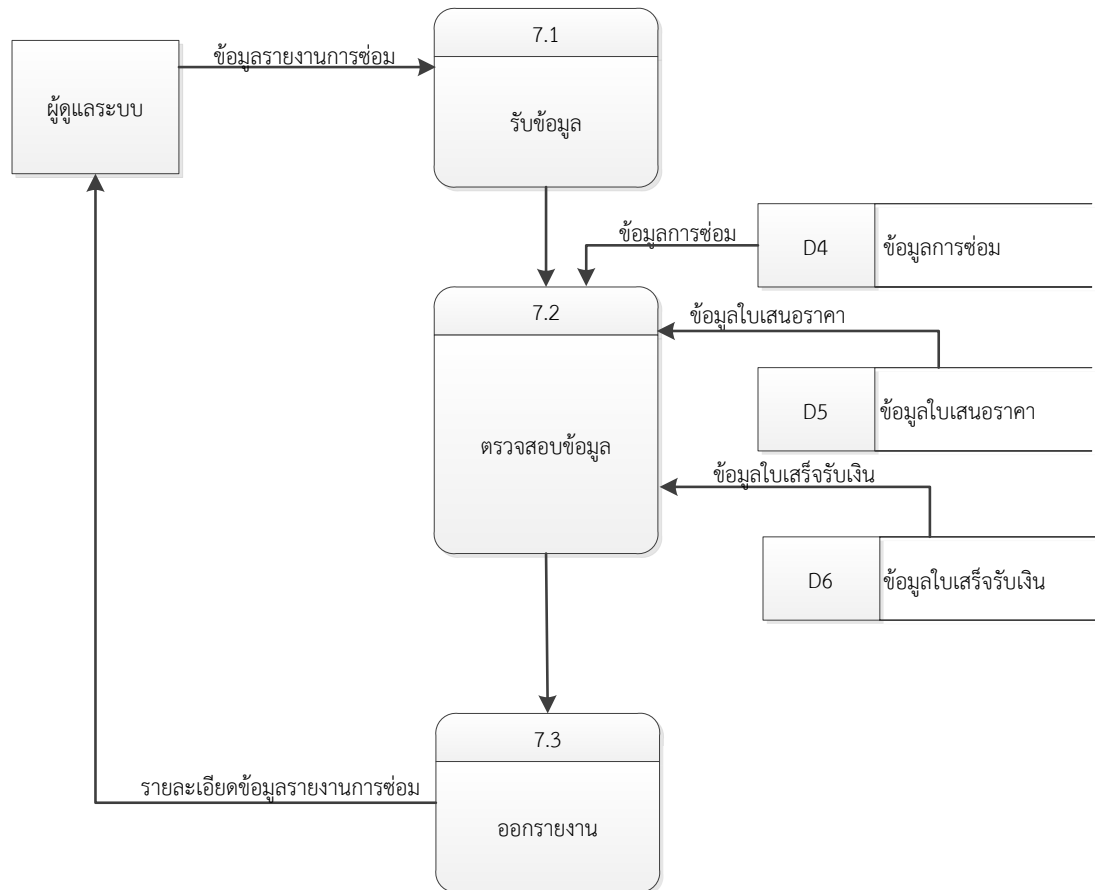 7.1
ข้อมูลรายงานการซ่อม
ผู้ดูแลระบบ
รับข้อมูล
ข้อมูลการซ่อม
D4
ข้อมูลการซ่อม
7.2
ข้อมูลใบเสนอราคา
D5
ข้อมูลใบเสนอราคา
ตรวจสอบข้อมูล
ข้อมูลใบเสร็จรับเงิน
D6
ข้อมูลใบเสร็จรับเงิน
7.3
รายละเอียดข้อมูลรายงานการซ่อม
ออกรายงาน